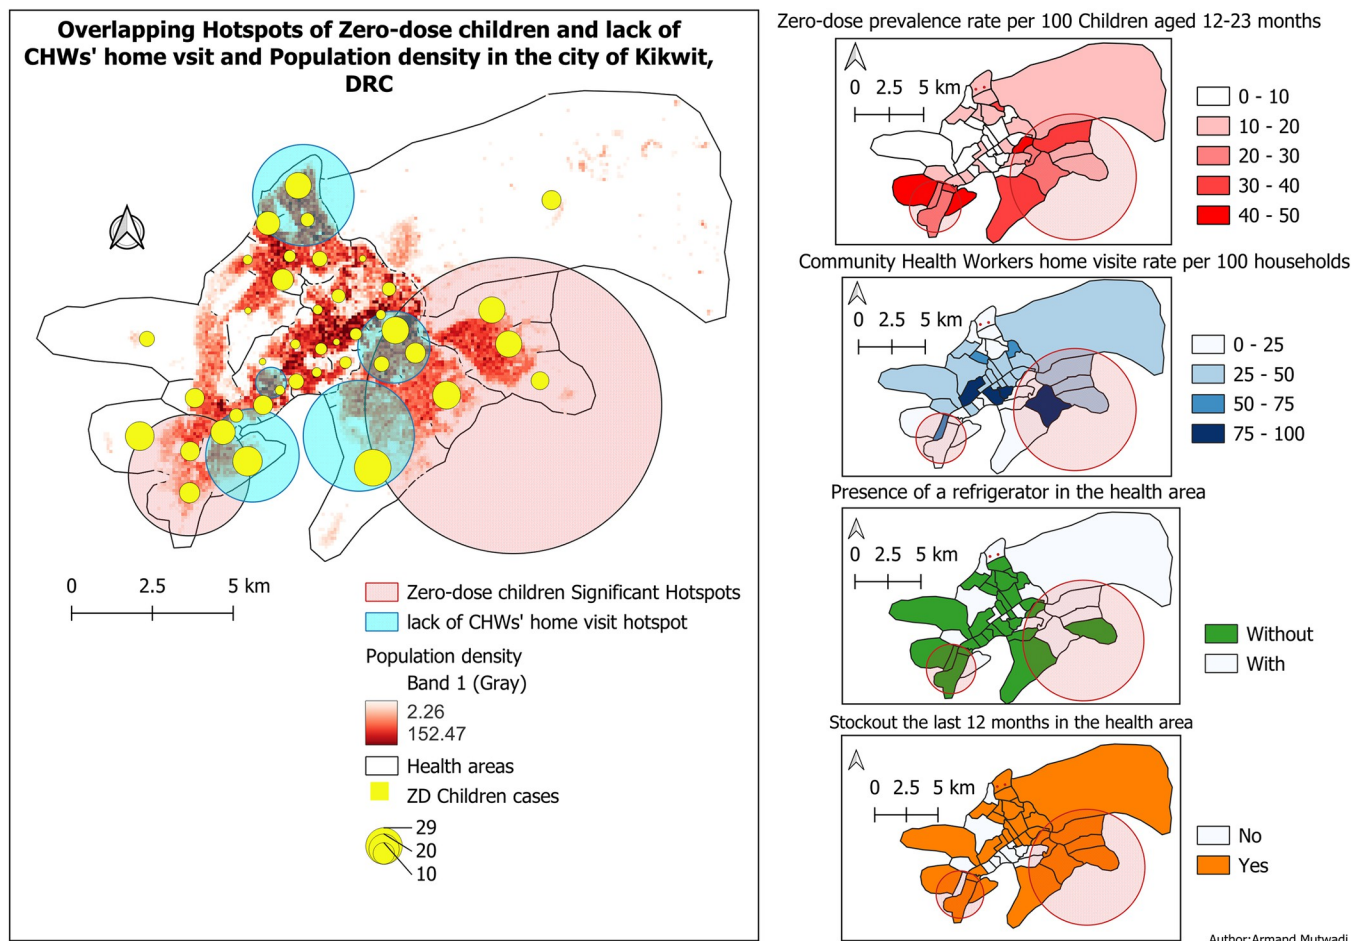 Overlapping Hotspots of Zero-dose children and lack of
CHWs' home vsit and Population density in the city of Kikwit,
DRC
0 2.5 5 km
Zero-dose children Significant Hotspots
lack of CHWs' home visit hotspot
Population density
Band 1 (Gray)
2.26
152.47
Health areas
ZD Children cases
29
20
10
Zero-dose prevalence rate per 100 Children aged 12-23 months
0 2.5 5 km
0 - 10
10 - 20
20 - 30
30 - 40
40 - 50
Community Health Workers home visite rate per 100 households
0 2.5 5 km
0 - 25
25 - 50
50 - 75
75 - 100
Presence of a refrigerator in the health area
0 2.5 5 km
Without
With
Stockout the last 12 months in the health area
0 2.5 5 km
No
Yes
Author:Armand Mutwadi